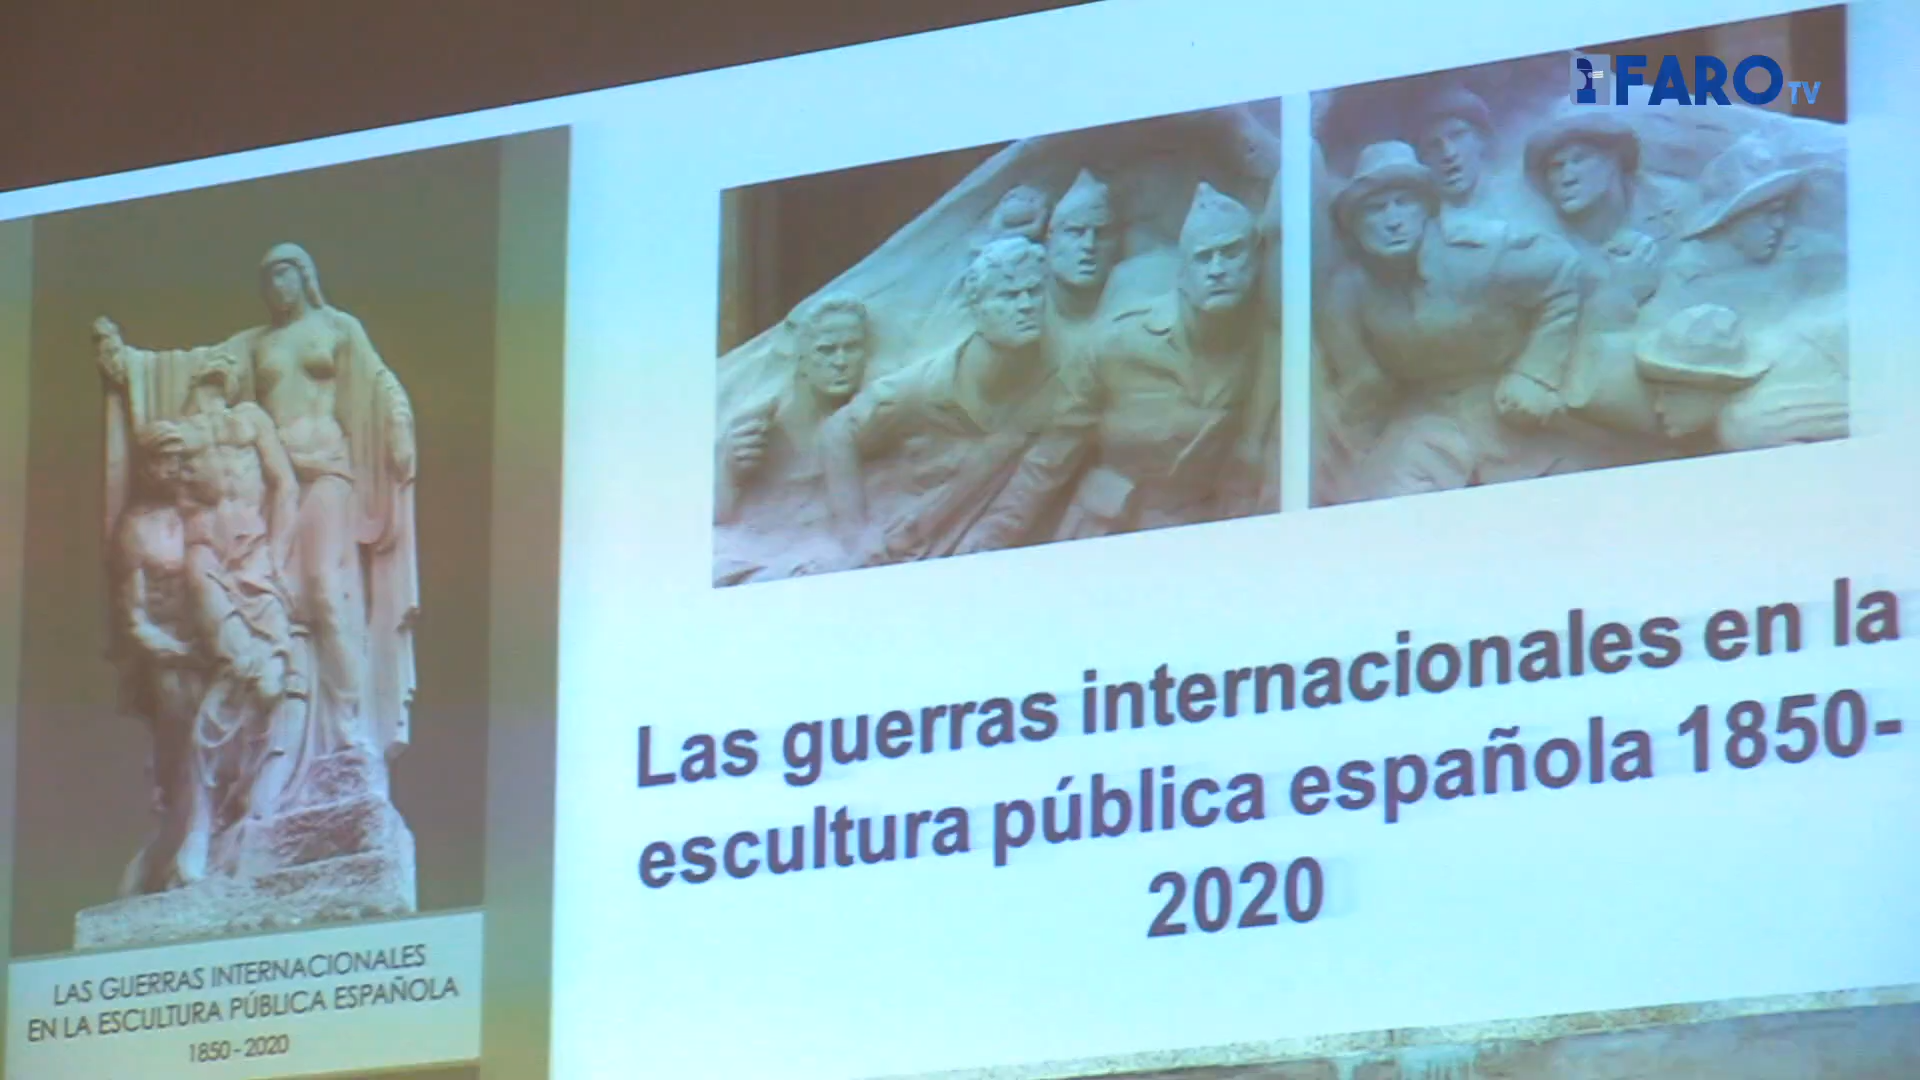 FARO TV
Las guerras internacionales en la
escultura pública española 1850-
2020
LAS GUERRAS INTERNACIONALES
EN LA ESCULTURA PÚBLICA ESPAÑOLA
1850-2020